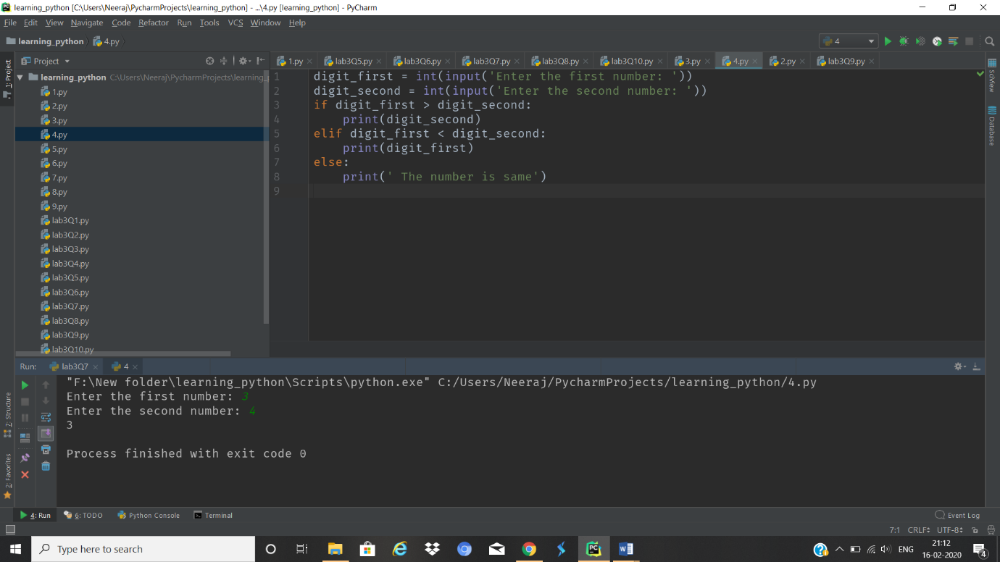 learning_python [C:\Users\Neeraj\PycharmProjects\learning_python] - ...\4.py [learning_python] - PyCharm
File Edit View Navigate Code Refactor Run Tools VCS Window Help
learning_python 4.py 4
1: Project
Project
1.py lab3Q5.py lab3Q6.py lab3Q7.py lab3Q8.py lab3Q10.py 3.py 4.py 2.py lab3Q9.py
learning_python C:\Users\Neeraj\PycharmProjects\learning_
1.py
2.py
3.py
4.py
5.py
6.py
7.py
8.py
9.py
lab3Q1.py
lab3Q2.py
lab3Q3.py
lab3Q4.py
lab3Q5.py
lab3Q6.py
lab3Q7.py
lab3Q8.py
lab3Q9.py
lab3Q10.py
1 digit_first = int(input('Enter the first number: '))
2 digit_second = int(input('Enter the second number: '))
3 if digit_first > digit_second:
4 print(digit_second)
5 elif digit_first < digit_second:
6 print(digit_first)
7 else:
8 print(' The number is same')
9
SciView
Database
Run: lab3Q7 4
"F:\New folder\learning_python\Scripts\python.exe" C:/Users/Neeraj/PycharmProjects/learning_python/4.py
Enter the first number: 3
Enter the second number: 4
3
Process finished with exit code 0
Z: Structure
2: Favorites
4: Run 6: TODO Python Console Terminal Event Log
7:1 CRLF UTF-8
Type here to search
ENG
21:12
16-02-2020
4